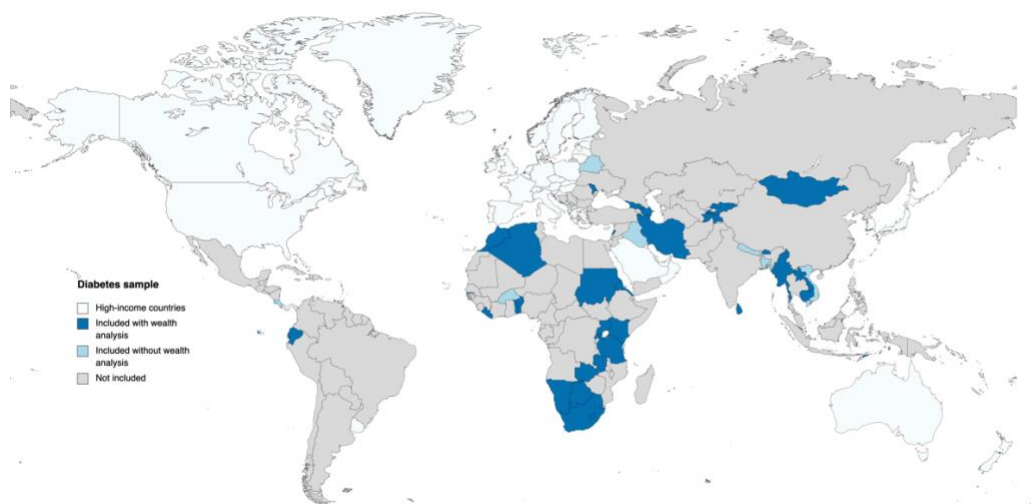 Diabetes sample
High-income countries
Included with wealth
analysis
Included without wealth
analysis
Not included